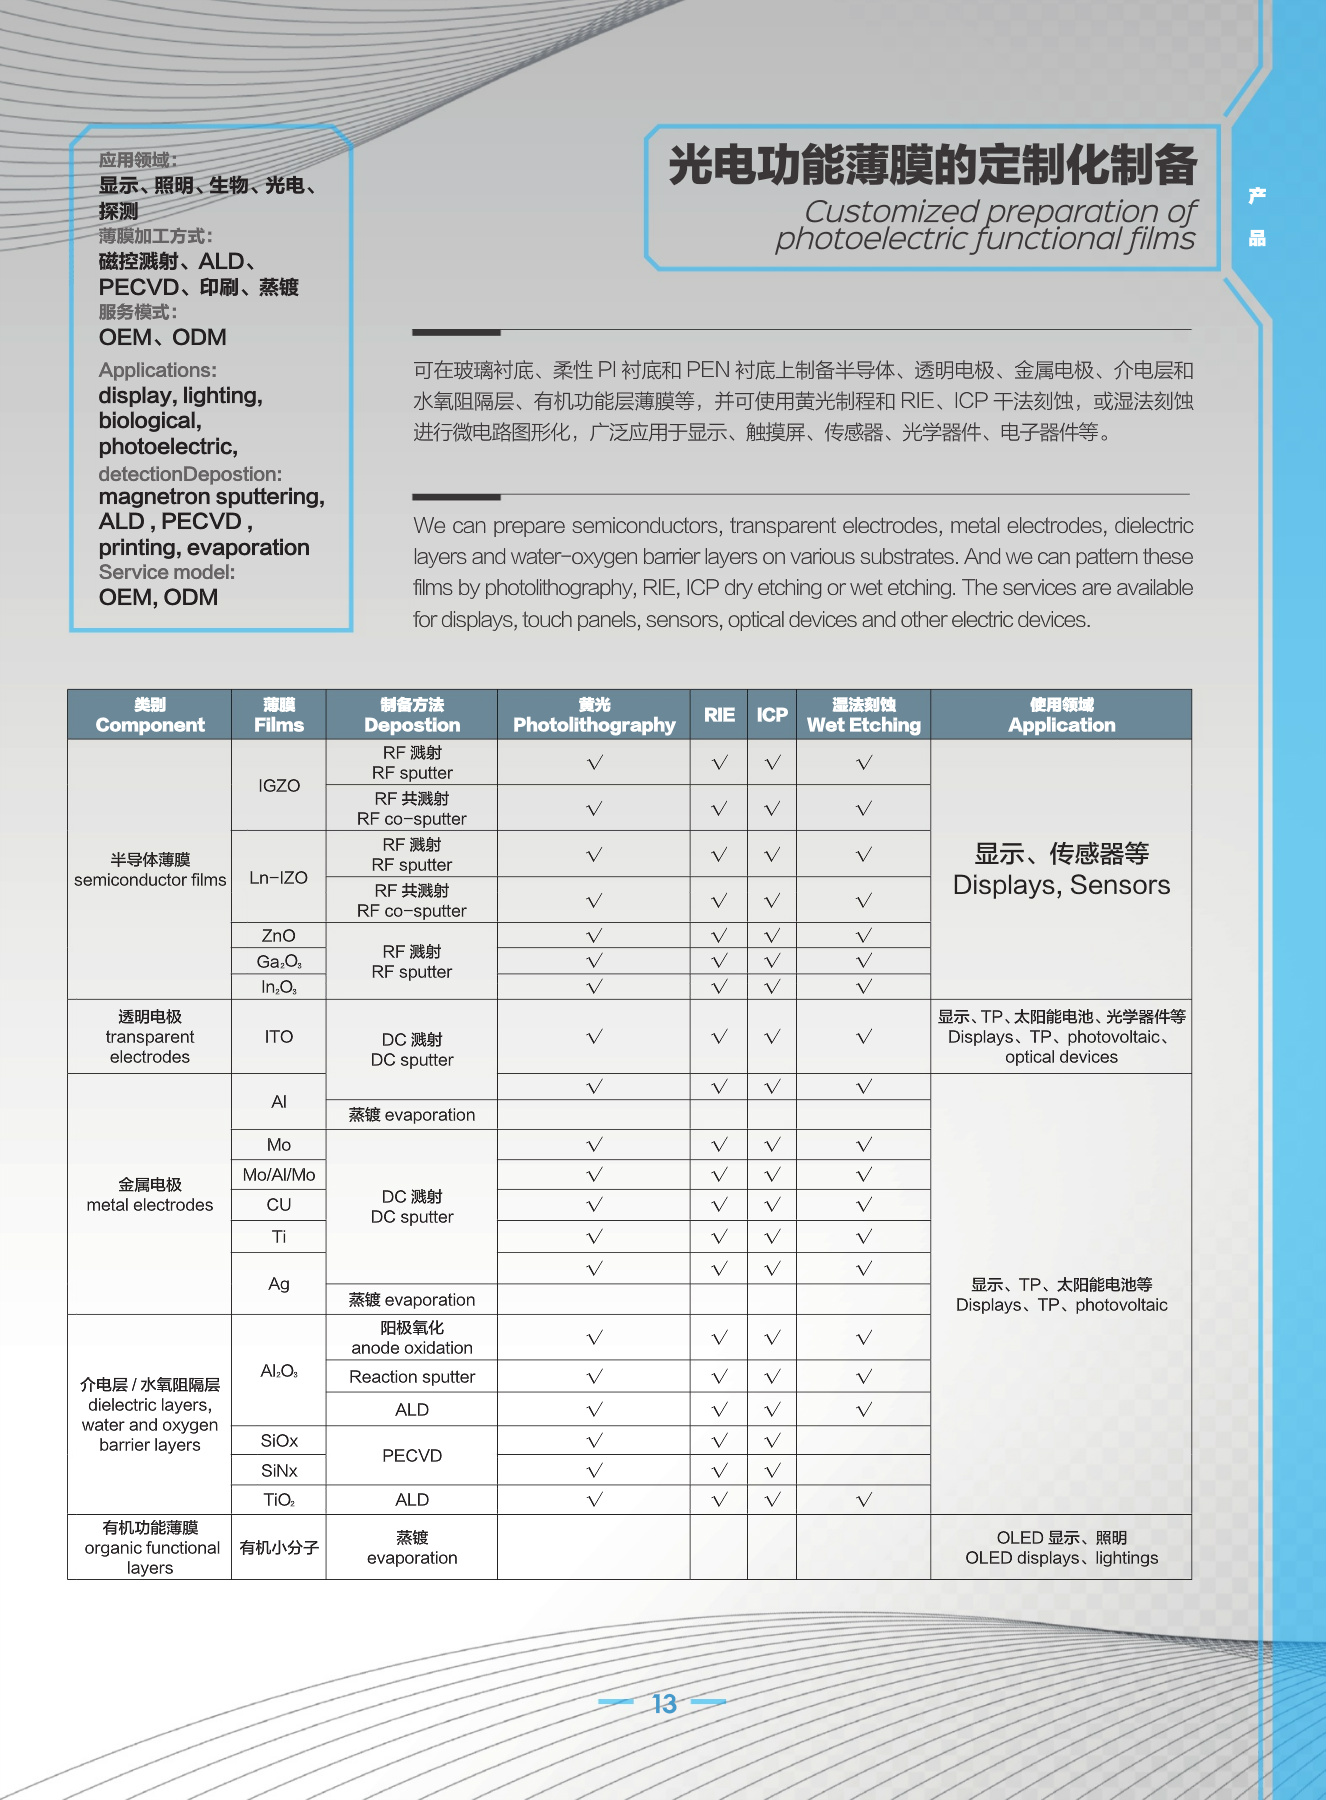 应用领域：
显示、照明、生物、光电、
探测
薄膜加工方式：
磁控溅射、ALD、
PECVD、印刷、蒸镀
服务模式：
OEM、ODM
Applications:
display, lighting,
biological,
photoelectric,
detectionDepostion:
magnetron sputtering,
ALD , PECVD ,
printing, evaporation
Service model:
OEM, ODM
光电功能薄膜的定制化制备
Customized preparation of
photoelectric functional films
产
品
可在玻璃衬底、柔性 PI 衬底和 PEN 衬底上制备半导体、透明电极、金属电极、介电层和
水氧阻隔层、有机功能层薄膜等，并可使用黄光制程和 RIE、ICP 干法刻蚀，或湿法刻蚀
进行微电路图形化，广泛应用于显示、触摸屏、传感器、光学器件、电子器件等。
We can prepare semiconductors, transparent electrodes, metal electrodes, dielectric
layers and water-oxygen barrier layers on various substrates. And we can pattern these
films by photolithography, RIE, ICP dry etching or wet etching. The services are available
for displays, touch panels, sensors, optical devices and other electric devices.
类别 薄膜 制备方法 黄光 RIE ICP 湿法刻蚀 使用领域
Component Films Depostion Photolithography Wet Etching Application
半导体薄膜
semiconductor films
IGZO
RF 溅射
RF sputter
√ √ √ √
RF 共溅射
RF co-sputter
√ √ √ √
Ln-IZO
RF 溅射
RF sputter
√ √ √ √
RF 共溅射
RF co-sputter
√ √ √ √
ZnO
RF 溅射
RF sputter
√ √ √ √
Ga₂O₃
√ √ √ √
In₂O₃
√ √ √ √
显示、传感器等
Displays, Sensors
透明电极
transparent
electrodes
ITO
DC 溅射
DC sputter
√ √ √ √
显示、TP、太阳能电池、光学器件等
Displays、TP、photovoltaic、
optical devices
金属电极
metal electrodes
Al
√ √ √ √
蒸镀 evaporation
Mo
DC 溅射
DC sputter
√ √ √ √
Mo/Al/Mo
√ √ √ √
CU
√ √ √ √
Ti
√ √ √ √
Ag
√ √ √ √
蒸镀 evaporation
显示、TP、太阳能电池等
Displays、TP、photovoltaic
介电层 / 水氧阻隔层
dielectric layers,
water and oxygen
barrier layers
Al₂O₃
阳极氧化
anode oxidation
√ √ √ √
Reaction sputter
√ √ √ √
ALD
√ √ √ √
SiOx
PECVD
√ √ √
SiNx
√ √ √
TiO₂
ALD
√ √ √ √
有机功能薄膜
organic functional
layers
有机小分子
蒸镀
evaporation
OLED 显示、照明
OLED displays、lightings
13